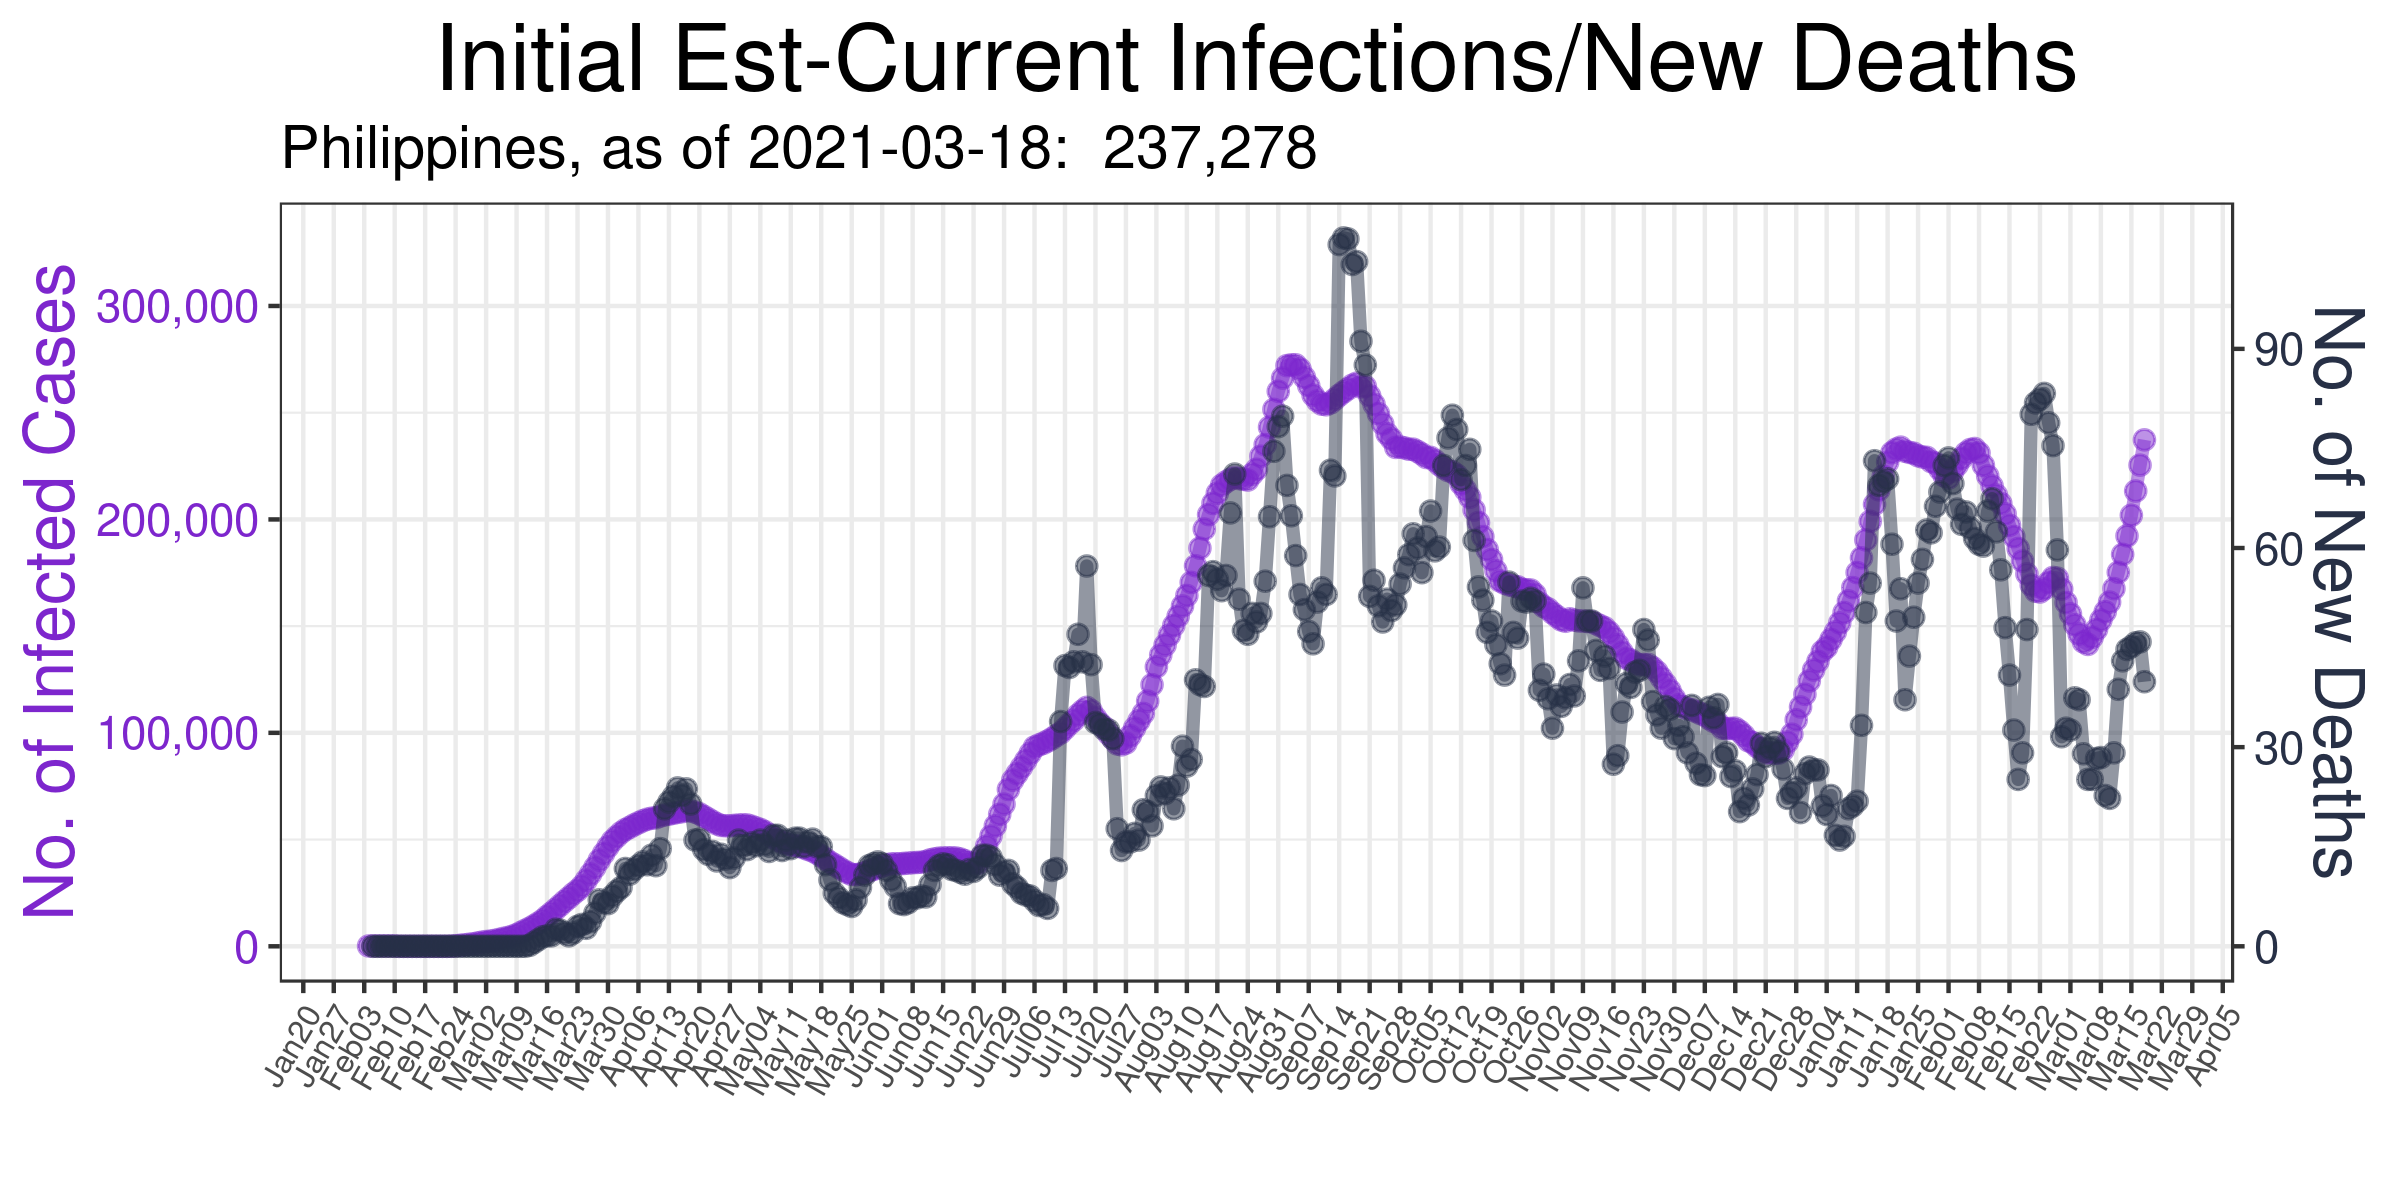 Initial Est-Current Infections/New Deaths
Philippines, as of 2021-03-18:  237,278
No. of Infected Cases
300,000
200,000
100,000
0
90
60
30
0
No. of New Deaths
Jan20
Jan27
Feb03
Feb10
Feb17
Feb24
Mar02
Mar09
Mar16
Mar23
Mar30
Apr06
Apr13
Apr20
Apr27
May04
May11
May18
May25
Jun01
Jun08
Jun15
Jun22
Jun29
Jul06
Jul13
Jul20
Jul27
Aug03
Aug10
Aug17
Aug24
Aug31
Sep07
Sep14
Sep21
Sep28
Oct05
Oct12
Oct19
Oct26
Nov02
Nov09
Nov16
Nov23
Nov30
Dec07
Dec14
Dec21
Dec28
Dec04
Jan11
Jan18
Jan25
Feb01
Feb08
Feb15
Feb22
Mar01
Mar08
Mar15
Mar22
Mar29
Apr05